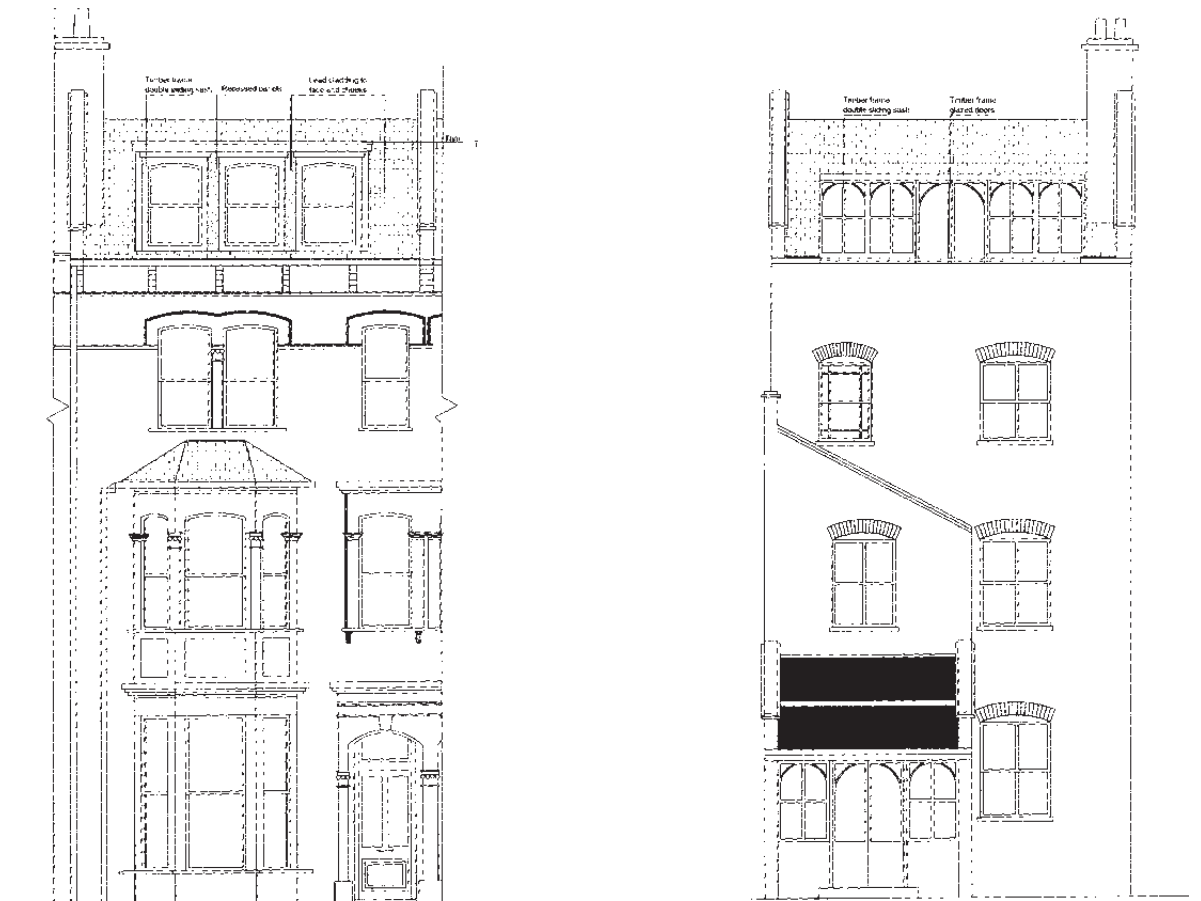 Timber frame
double sliding sash
Recessed panels
Lead cladding to
face and cheeks
Timber frame
double sliding sash
Timber frame
glazed doors